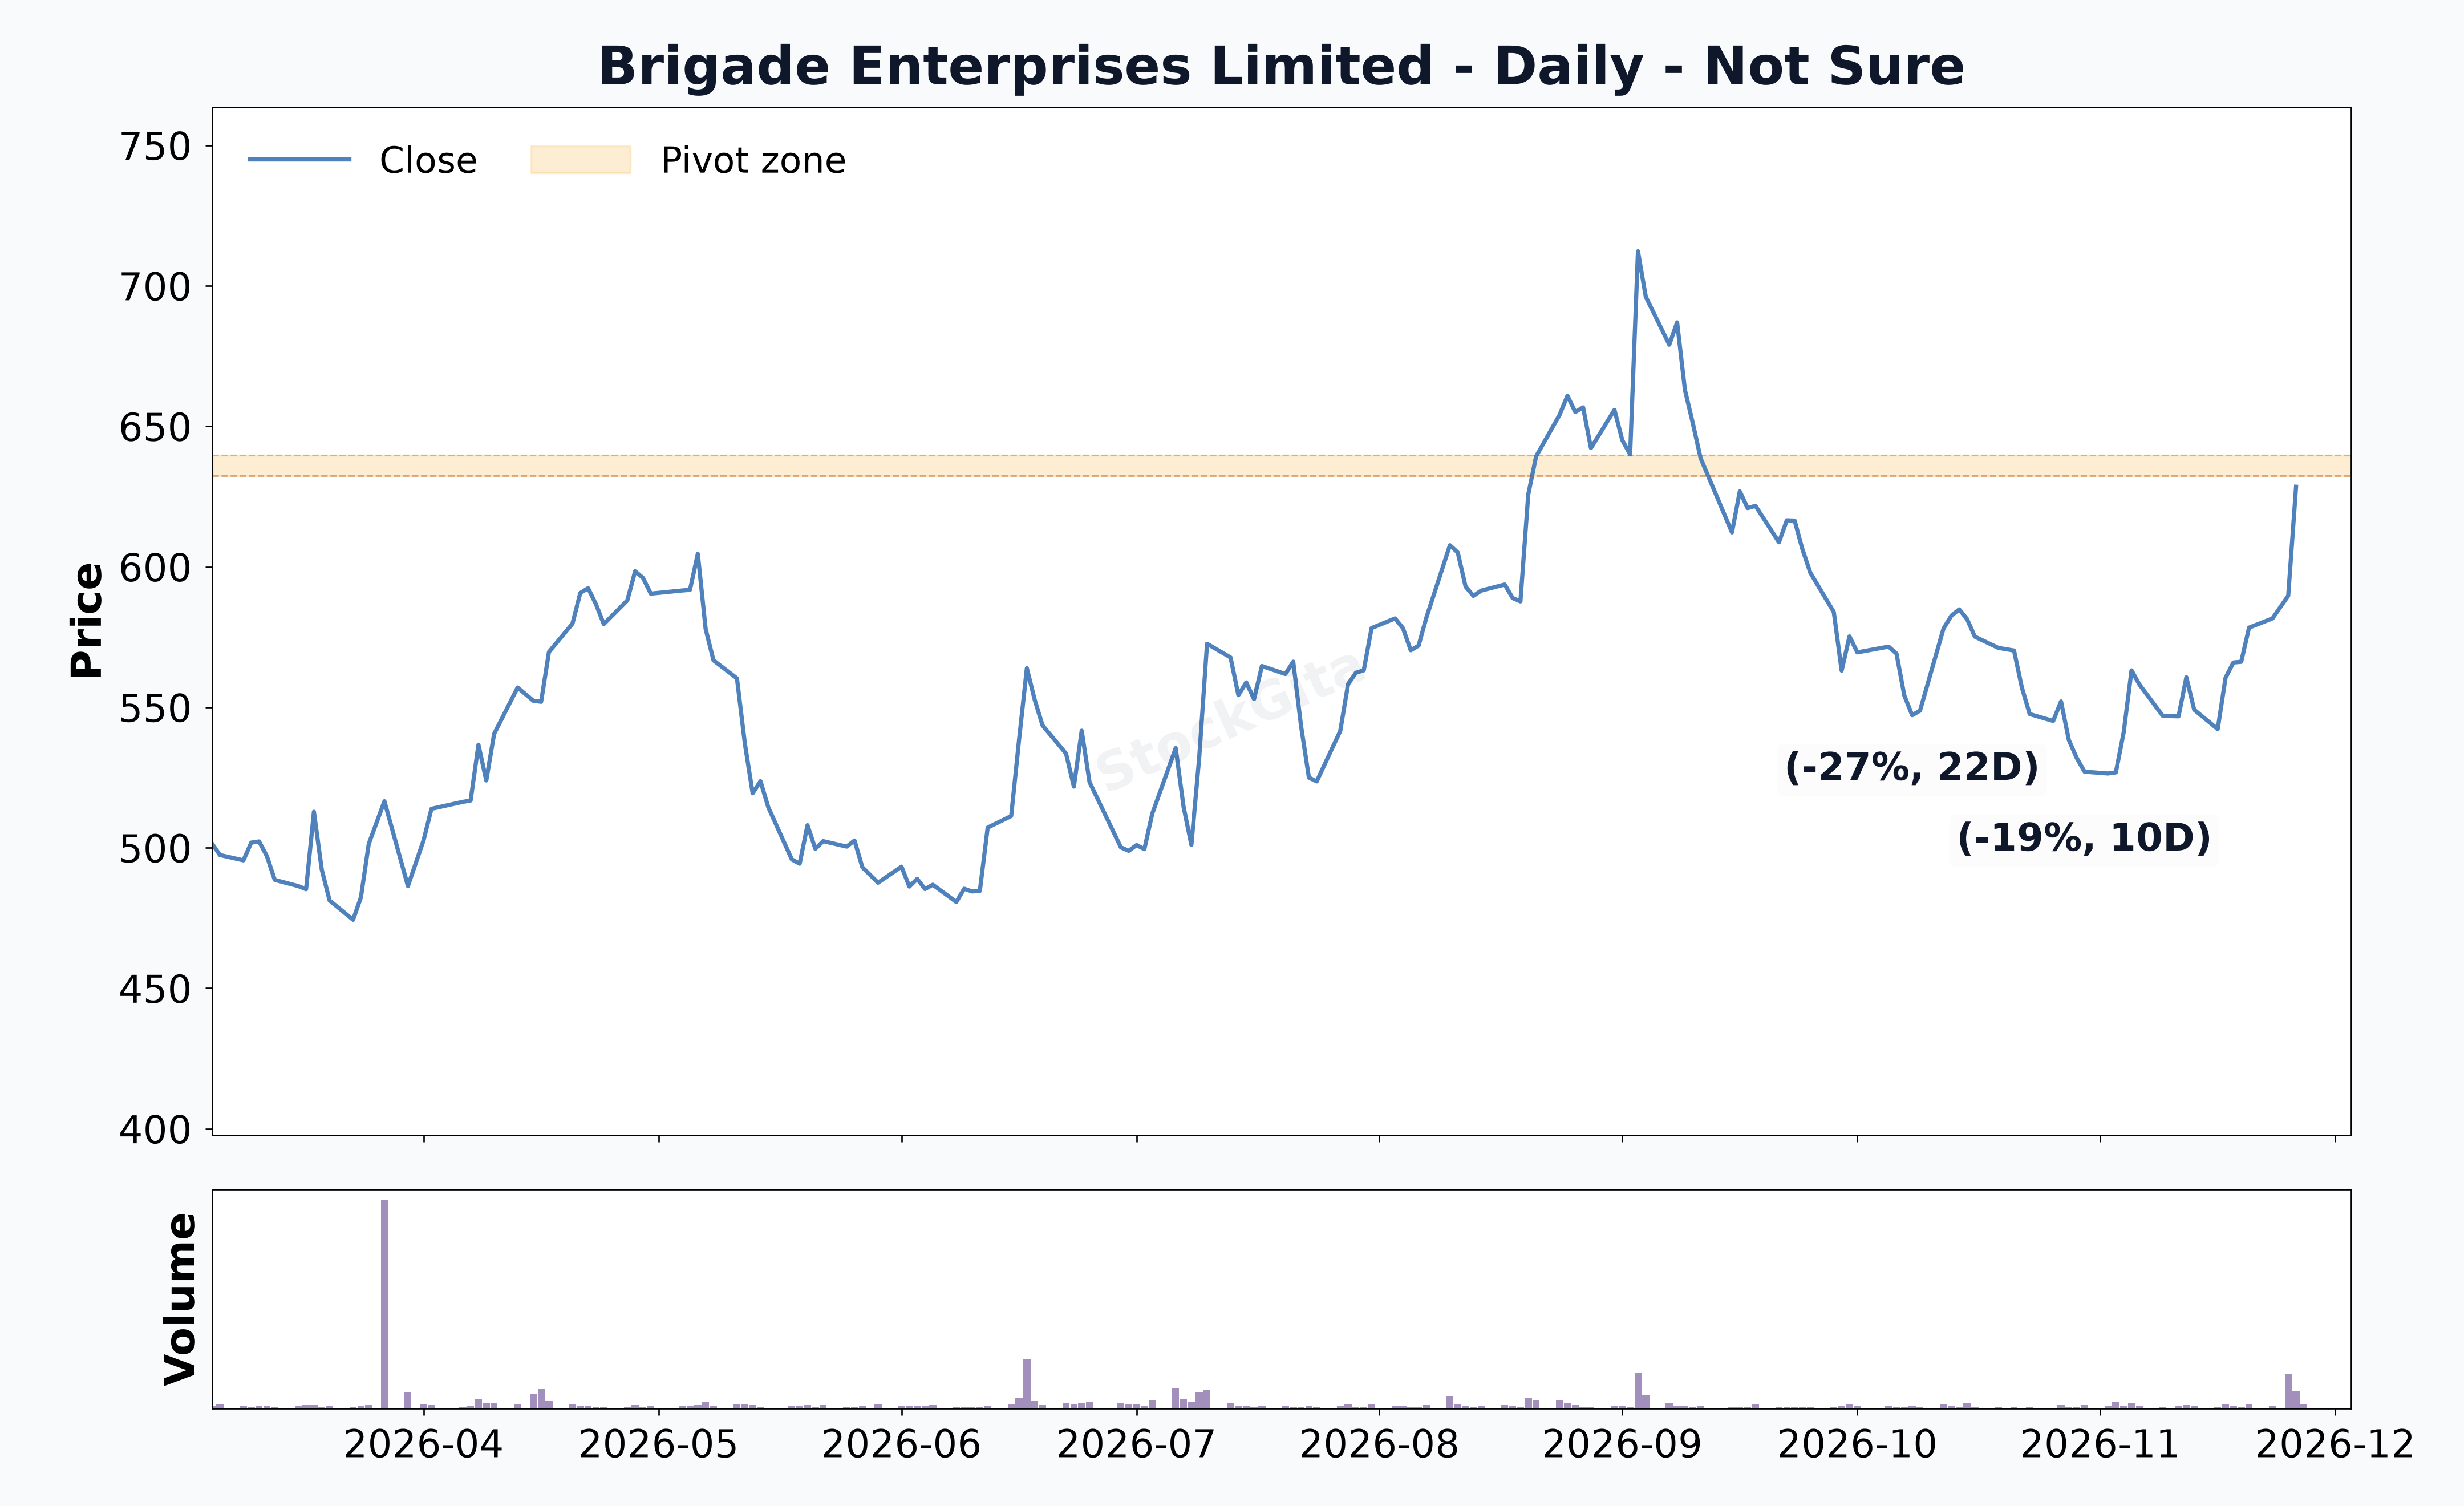 Brigade Enterprises Limited - Daily - Not Sure
Close
Pivot zone
Price
750
700
650
600
550
500
450
400
StockGita
(-27%, 22D)
(-19%, 10D)
Volume
2026-04
2026-05
2026-06
2026-07
2026-08
2026-09
2026-10
2026-11
2026-12